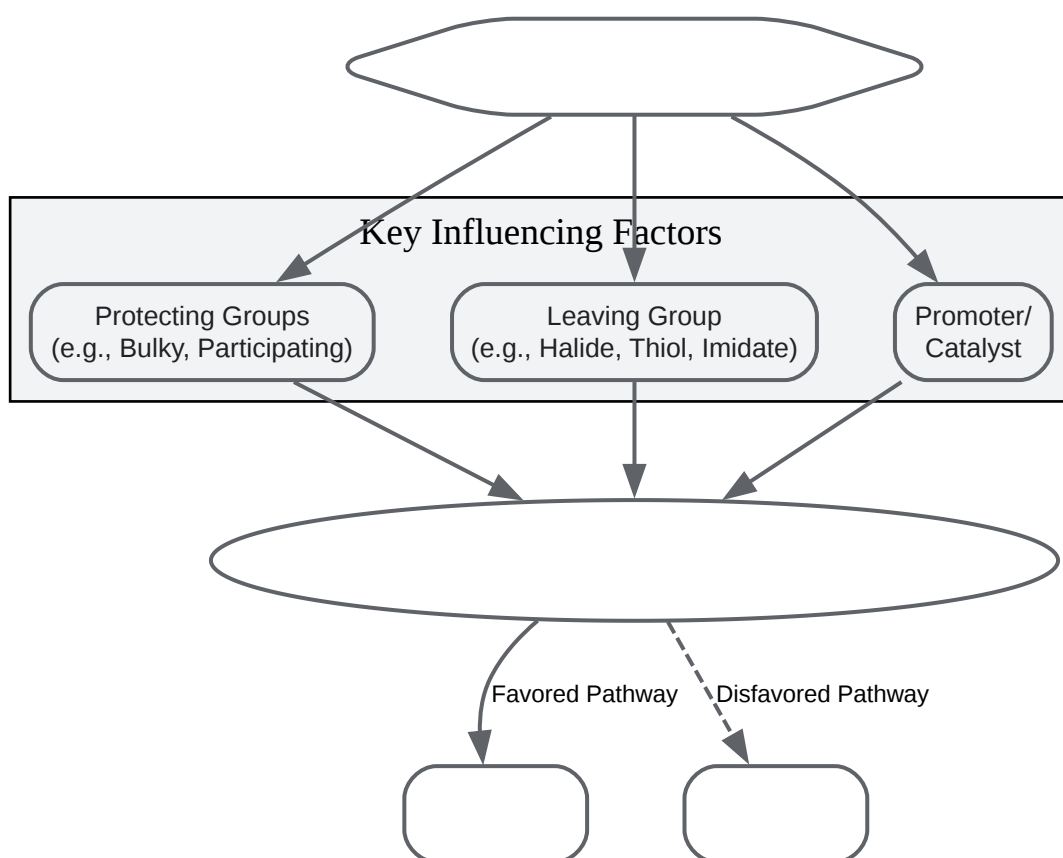 Key Influencing Factors
Protecting Groups
(e.g., Bulky, Participating)
Leaving Group
(e.g., Halide, Thiol, Imidate)
Promoter/
Catalyst
Favored Pathway
Disfavored Pathway